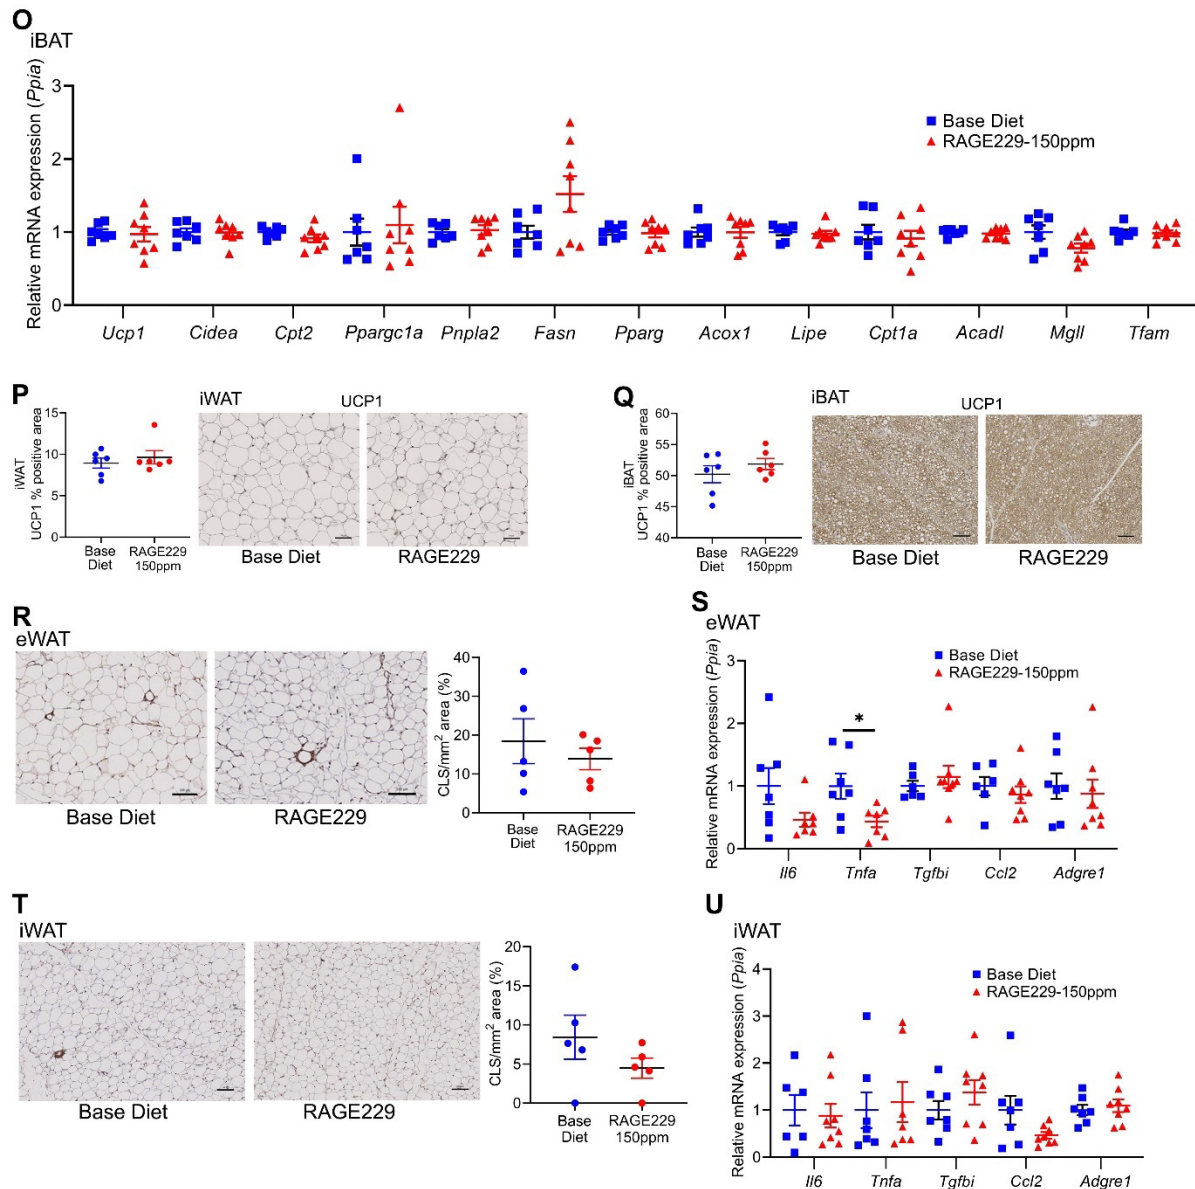 O
iBAT
Relative mRNA expression (Ppia)
3
2
1
0
Base Diet
RAGE229-150ppm
Ucp1 Cidea Cpt2 Ppargc1a Pnpla2 Fasn Pparg Acox1 Lipe Cpt1a Acadl Mgll Tfam
P
iWAT
UCP1 % positive area
15
10
5
0
Base Diet
RAGE229 150ppm
iWAT UCP1
Base Diet RAGE229
Q
iBAT
UCP1 % positive area
60
55
50
45
40
Base Diet
RAGE229 150ppm
iBAT UCP1
Base Diet RAGE229
R
eWAT
Base Diet RAGE229
CLS/mm² area (%)
40
30
20
10
0
Base Diet
RAGE229 150ppm
S
eWAT
Relative mRNA expression (Ppia)
3
2
1
0
Base Diet
RAGE229-150ppm
*
Il6 Tnfa Tgfbi Ccl2 Adgre1
T
iWAT
Base Diet RAGE229
CLS/mm² area (%)
20
15
10
5
0
Base Diet
RAGE229 150ppm
U
iWAT
Relative mRNA expression (Ppia)
4
3
2
1
0
Base Diet
RAGE229-150ppm
Il6 Tnfa Tgfbi Ccl2 Adgre1